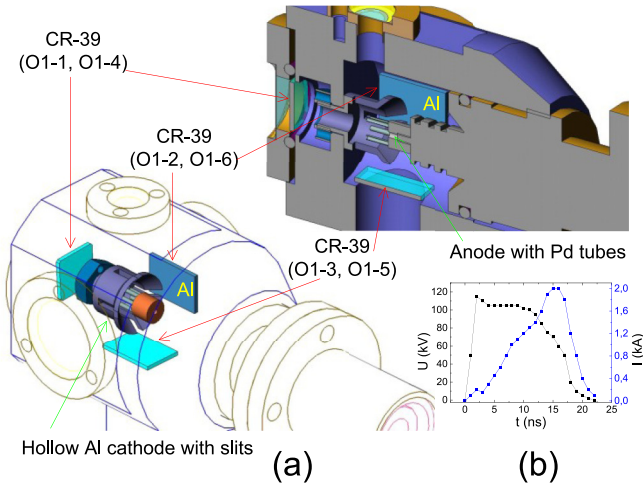 CR-39
(O1-1, O1-4)
Al
CR-39
(O1-2, O1-6)
CR-39
(O1-3, O1-5)
Anode with Pd tubes
Al
Hollow Al cathode with slits
(a)
120
100
80
60
40
20
0
U (kV)
2,0
1,6
1,2
0,8
0,4
0,0
I (kA)
0 5 10 15 20 25
t (ns)
(b)